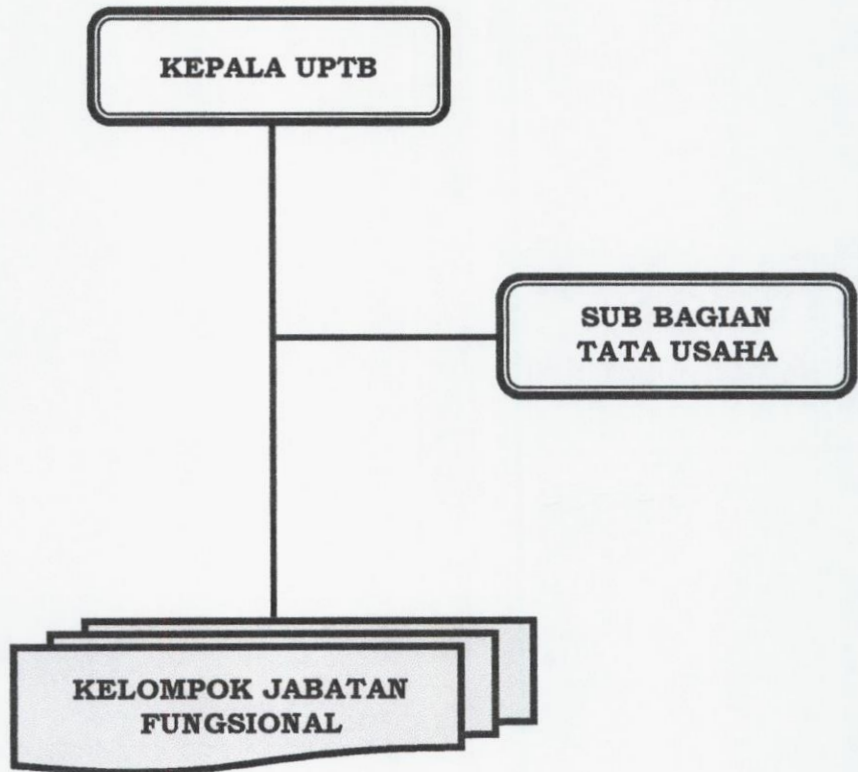 KEPALA UPTB
SUB BAGIAN
TATA USAHA
KELOMPOK JABATAN
FUNGSIONAL